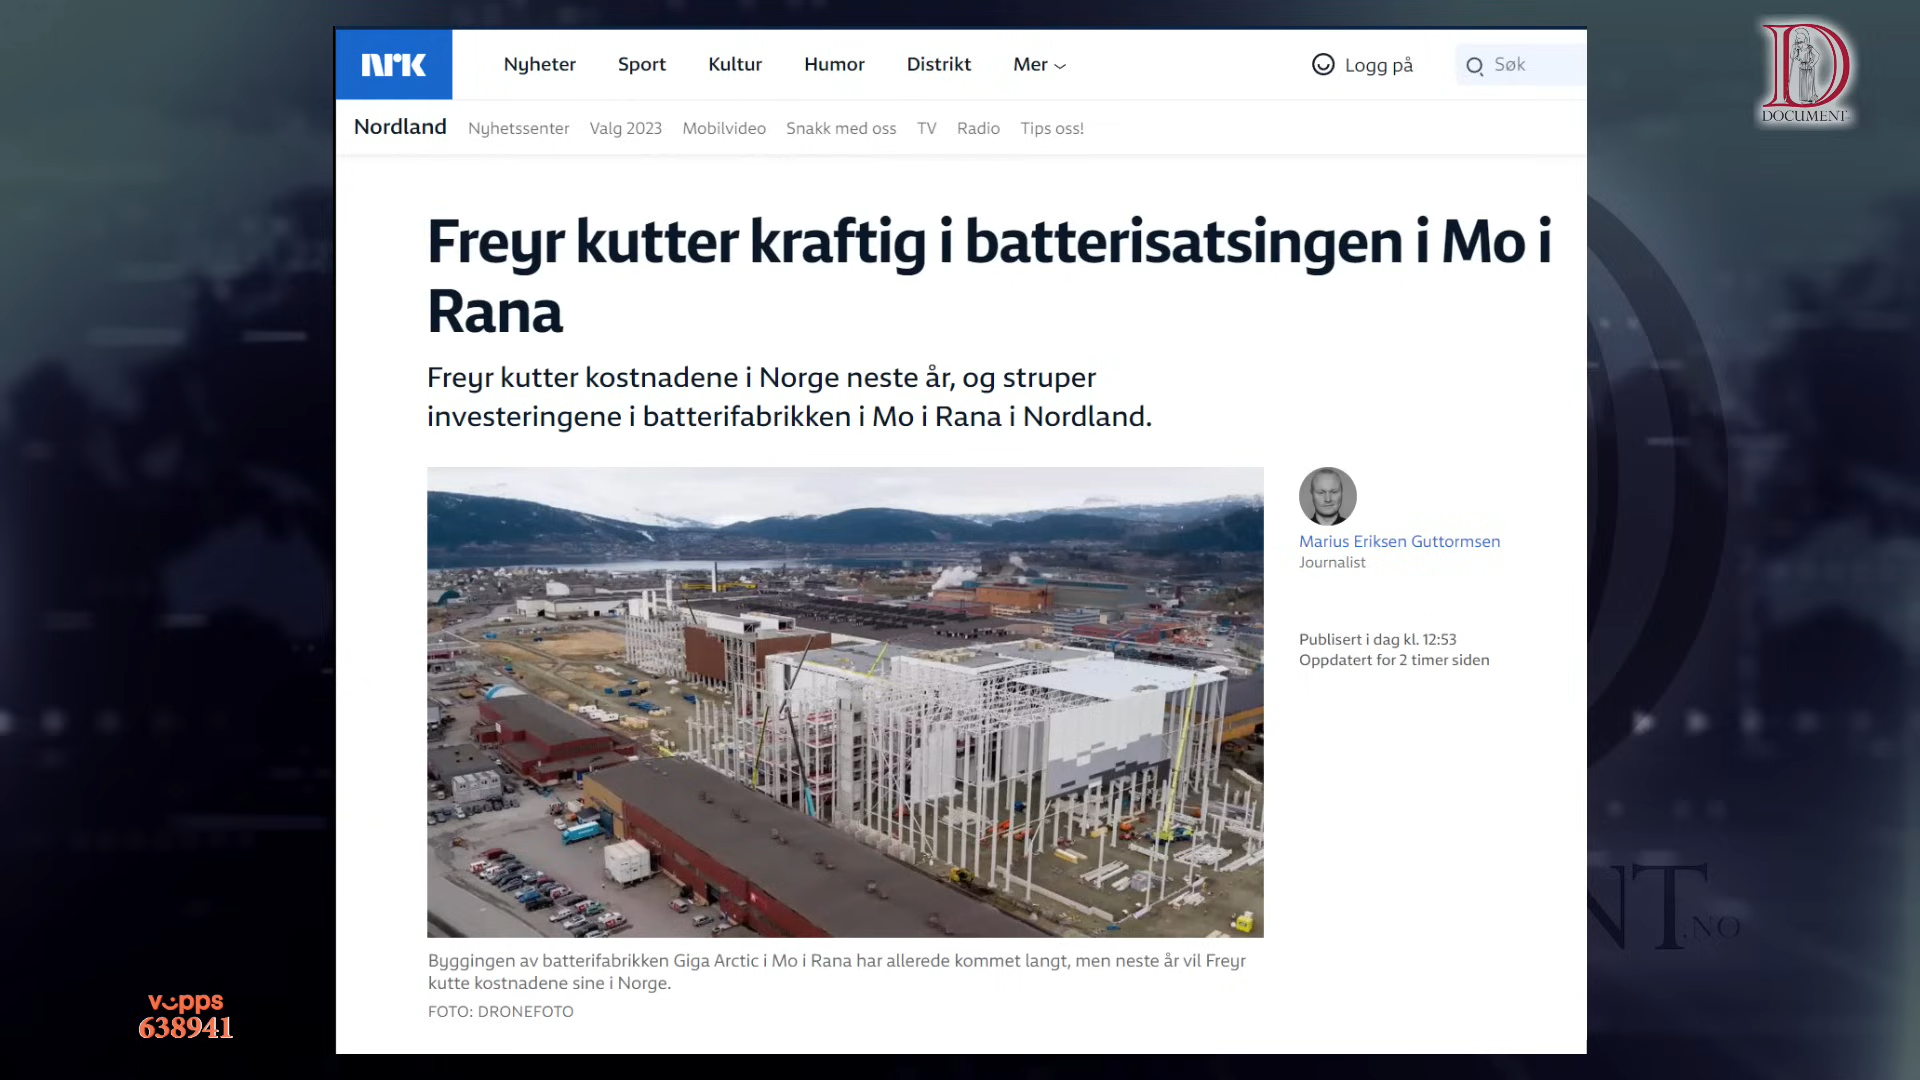 nrk
Nyheter Sport Kultur Humor Distrikt Mer
Logg på
Søk
DOCUMENT
Nordland Nyhetssenter Valg 2023 Mobilvideo Snakk med oss TV Radio Tips oss!
Freyr kutter kraftig i batterisatsingen i Mo i
Rana
Freyr kutter kostnadene i Norge neste år, og struper
investeringene i batterifabrikken i Mo i Rana i Nordland.
Marius Eriksen Guttormsen
Journalist
Publisert i dag kl. 12:53
Oppdatert for 2 timer siden
Byggingen av batterifabrikken Giga Arctic i Mo i Rana har allerede kommet langt, men neste år vil Freyr
kutte kostnadene sine i Norge.
FOTO: DRONEFOTO
vipps
638941
NT.NO